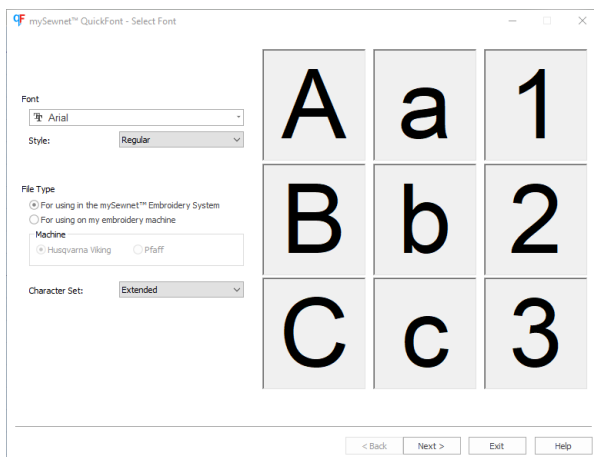 mySewnet™ QuickFont - Select Font
Font
Arial
Style: Regular
File Type
For using in the mySewnet™ Embroidery System
For using on my embroidery machine
Machine
Husqvarna Viking Pfaff
Character Set: Extended
A a 1
B b 2
C c 3
< Back Next > Exit Help